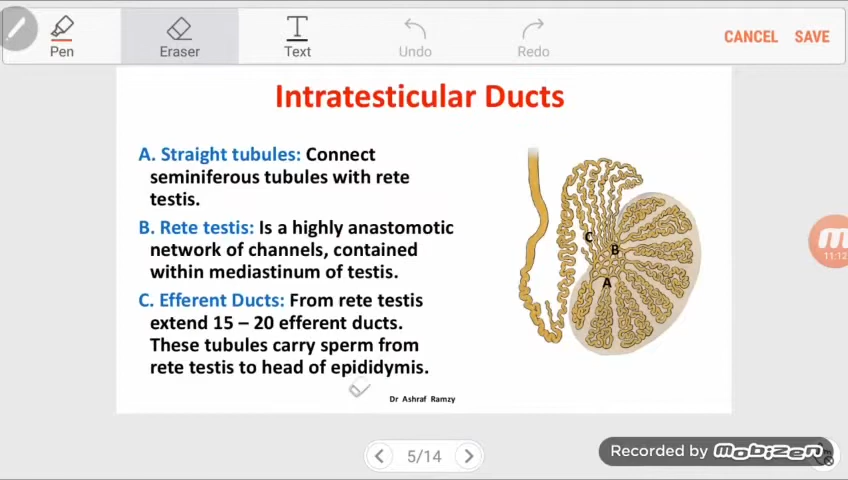 Pen
Eraser
Text
Undo
Redo
CANCEL
SAVE
Intratesticular Ducts
A. Straight tubules: Connect
seminiferous tubules with rete
testis.
B. Rete testis: Is a highly anastomotic
network of channels, contained
within mediastinum of testis.
C. Efferent Ducts: From rete testis
extend 15 – 20 efferent ducts.
These tubules carry sperm from
rete testis to head of epididymis.
C
B
A
Dr Ashraf Ramzy
11:12
5/14
Recorded by mobizen